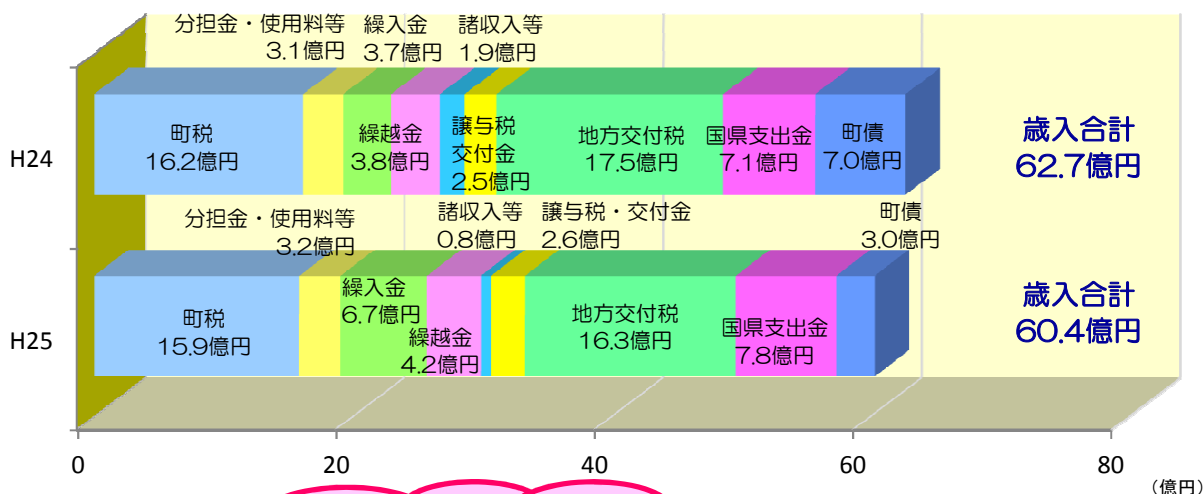 分担金・使用料等
3.1億円
繰入金
3.7億円
諸収入等
1.9億円
H24
町税
16.2億円
繰越金
3.8億円
譲与税
交付金
2.5億円
地方交付税
17.5億円
国県支出金
7.1億円
町債
7.0億円
歳入合計
62.7億円
分担金・使用料等
3.2億円
諸収入等
0.8億円
譲与税・交付金
2.6億円
町債
3.0億円
H25
町税
15.9億円
繰入金
6.7億円
繰越金
4.2億円
地方交付税
16.3億円
国県支出金
7.8億円
歳入合計
60.4億円
0 20 40 60 80
(億円)